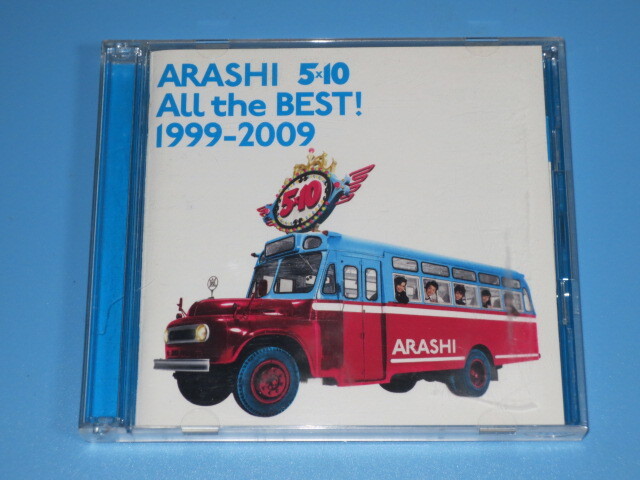 ARASHI 5×10
All the BEST!
1999-2009
5×10
ARASHI